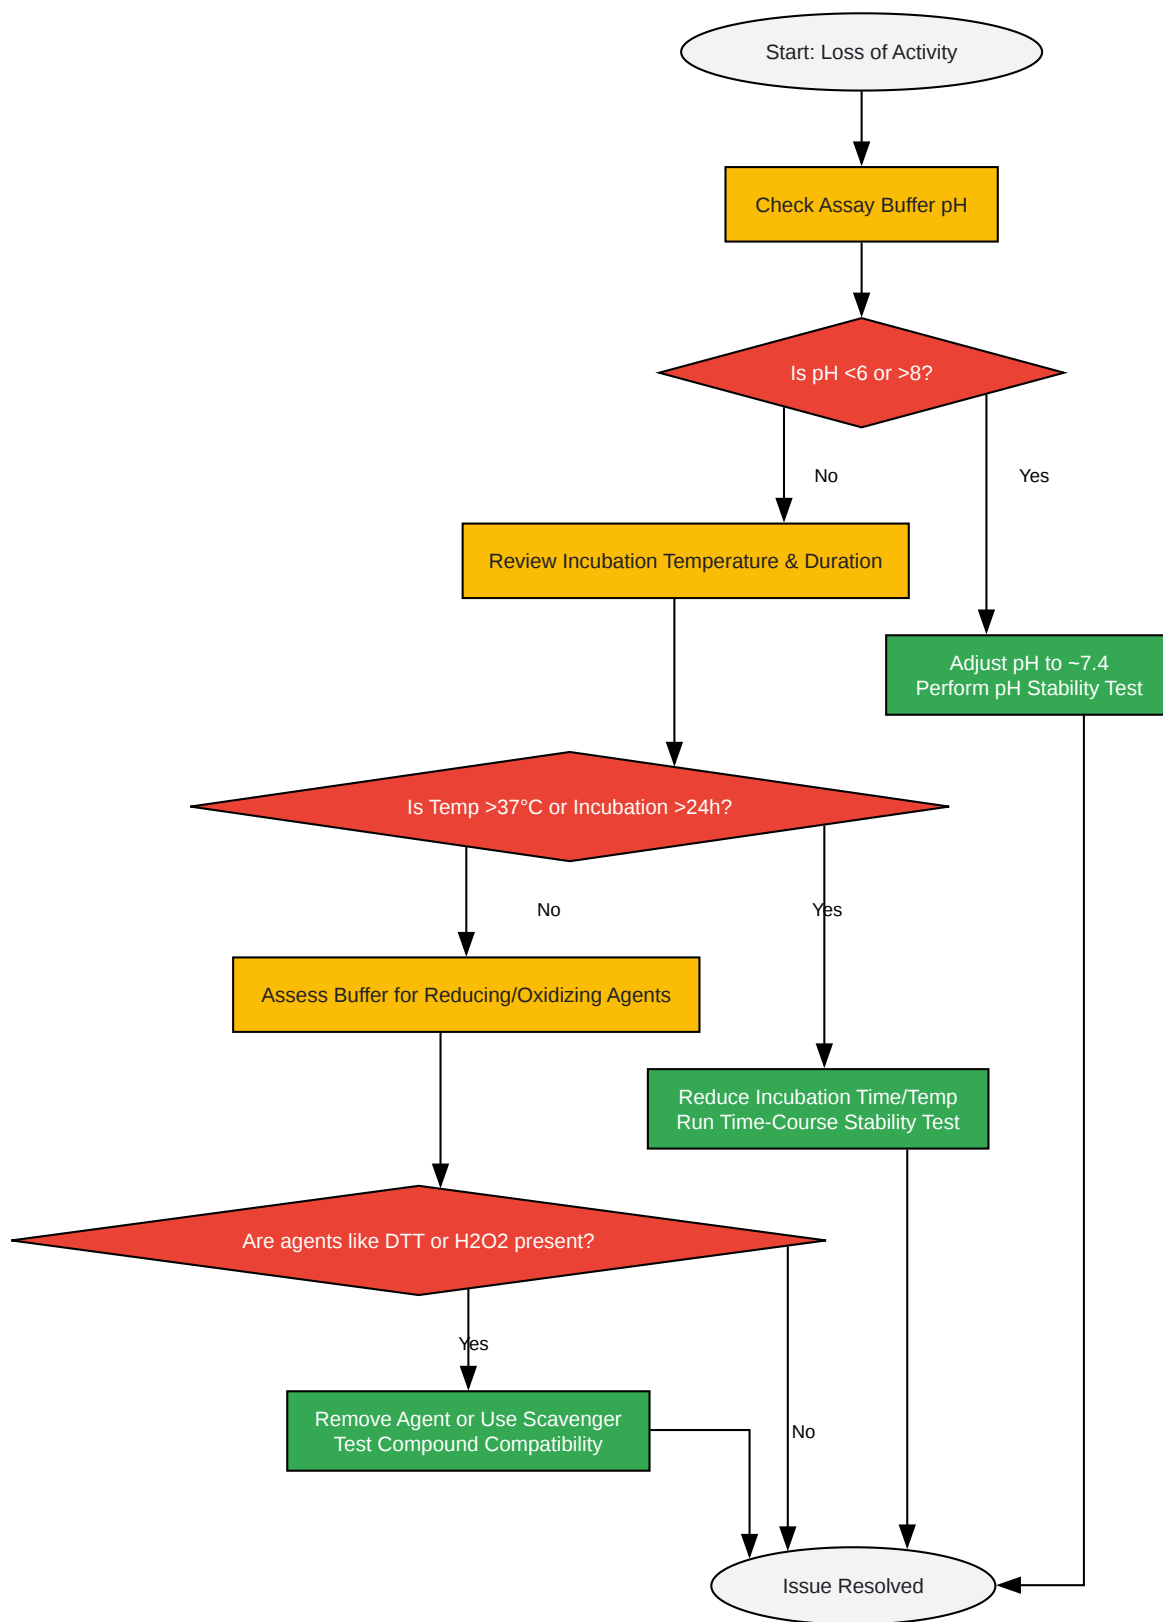 Start: Loss of Activity
Check Assay Buffer pH
Is pH <6 or >8?
No
Yes
Review Incubation Temperature & Duration
Adjust pH to ~7.4
Perform pH Stability Test
Is Temp >37°C or Incubation >24h?
No
Yes
Assess Buffer for Reducing/Oxidizing Agents
Reduce Incubation Time/Temp
Run Time-Course Stability Test
Are agents like DTT or H2O2 present?
Yes
Remove Agent or Use Scavenger
Test Compound Compatibility
No
Issue Resolved